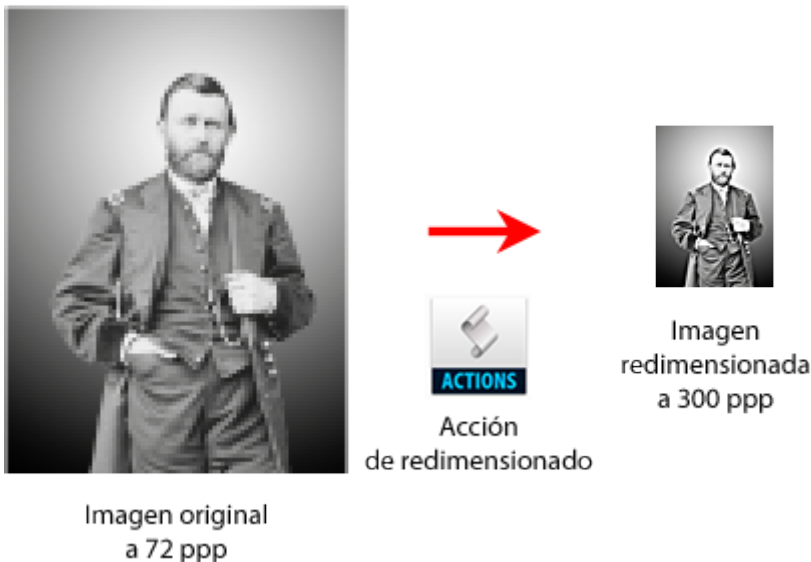 Imagen original
a 72 ppp
ACTIONS
Acción
de redimensionado
Imagen
redimensionada
a 300 ppp